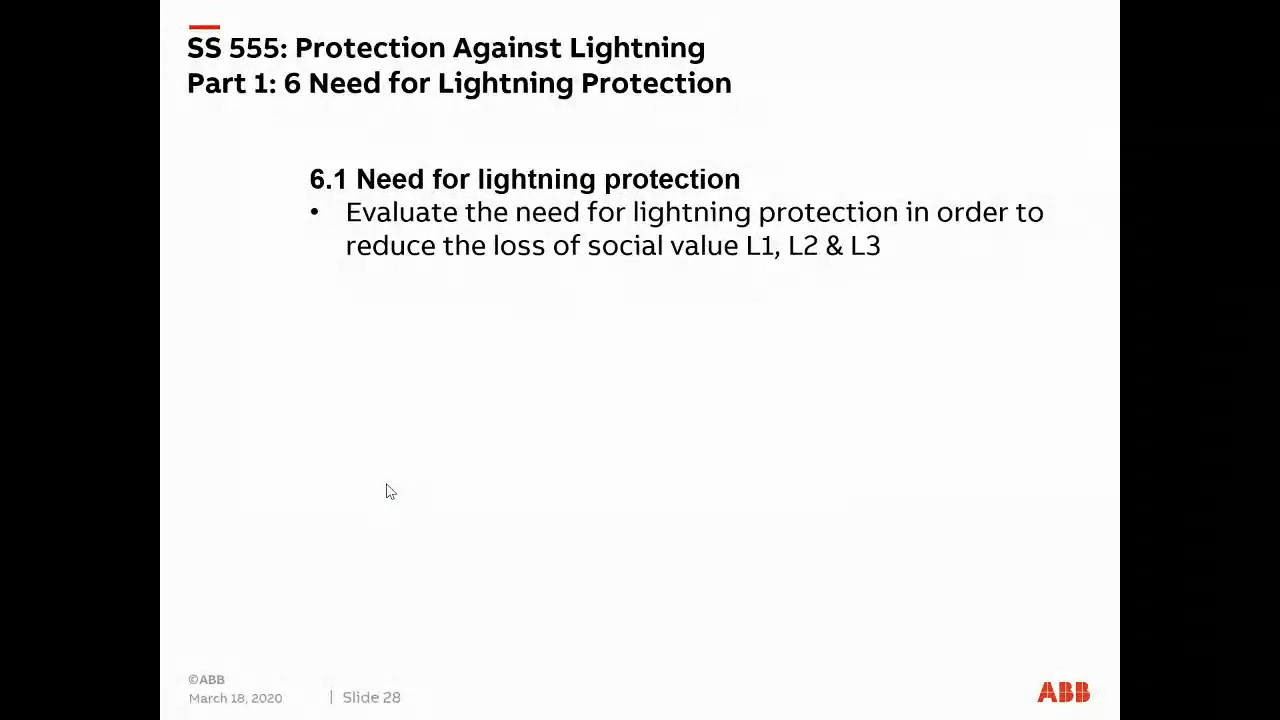 SS 555: Protection Against Lightning
Part 1: 6 Need for Lightning Protection
6.1 Need for lightning protection
• Evaluate the need for lightning protection in order to
reduce the loss of social value L1, L2 & L3
©ABB
March 18, 2020 | Slide 28
ABB